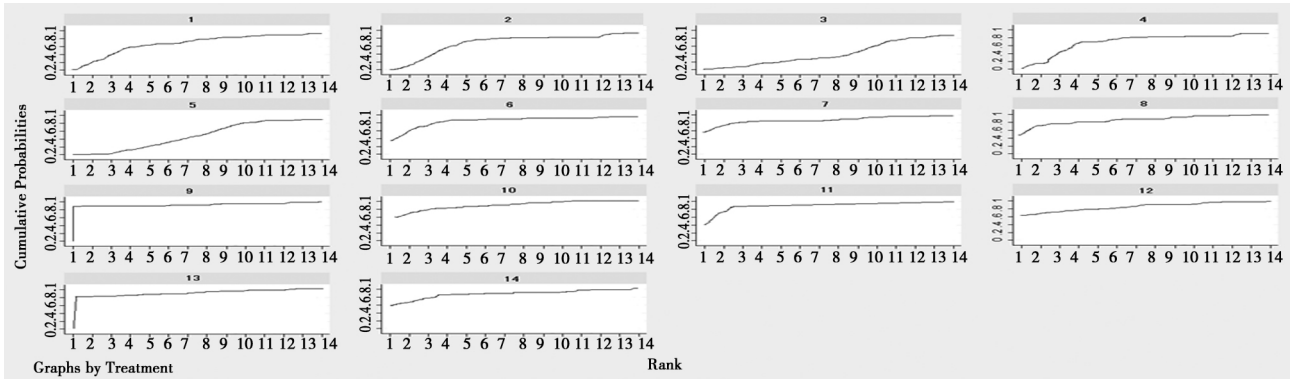 1 2 3 4
0.2.4.6.8.1 0.2.4.6.8.1 0.2.4.6.8.1 0.2.4.6.81
1 2 3 4 5 6 7 8 9 10 11 12 13 14 1 2 3 4 5 6 7 8 9 10 11 12 13 14 1 2 3 4 5 6 7 8 9 10 11 12 13 14 1 2 3 4 5 6 7 8 9 10 11 12 13 14
5 6 7 8
0.2.4.6.8.1 0.2.4.6.8.1 0.2.4.6.8.1 0.2.4.6.81
1 2 3 4 5 6 7 8 9 10 11 12 13 14 1 2 3 4 5 6 7 8 9 10 11 12 13 14 1 2 3 4 5 6 7 8 9 10 11 12 13 14 1 2 3 4 5 6 7 8 9 10 11 12 13 14
9 10 11 12
0.2.4.6.8.1 0.2.4.6.8.1 0.2.4.6.8.1 0.2.4.6.81
1 2 3 4 5 6 7 8 9 10 11 12 13 14 1 2 3 4 5 6 7 8 9 10 11 12 13 14 1 2 3 4 5 6 7 8 9 10 11 12 13 14 1 2 3 4 5 6 7 8 9 10 11 12 13 14
13 14
0.2.4.6.8.1 0.2.4.6.8.1
1 2 3 4 5 6 7 8 9 10 11 12 13 14 1 2 3 4 5 6 7 8 9 10 11 12 13 14
Cumulative Probabilities
Graphs by Treatment
Rank